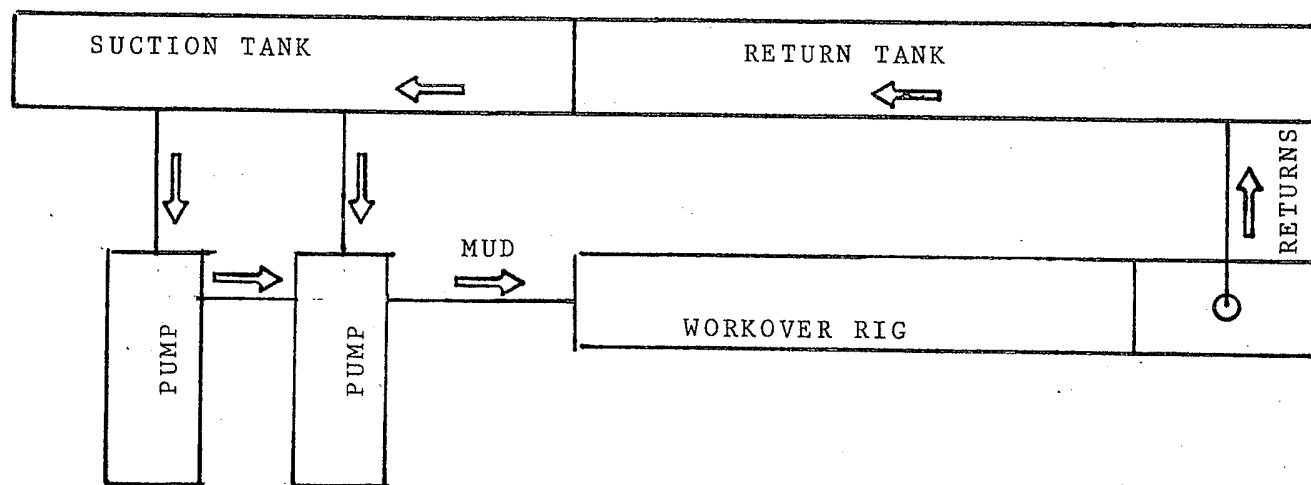 SUCTION TANK
RETURN TANK
RETURNS
MUD
PUMP
PUMP
WORKOVER RIG